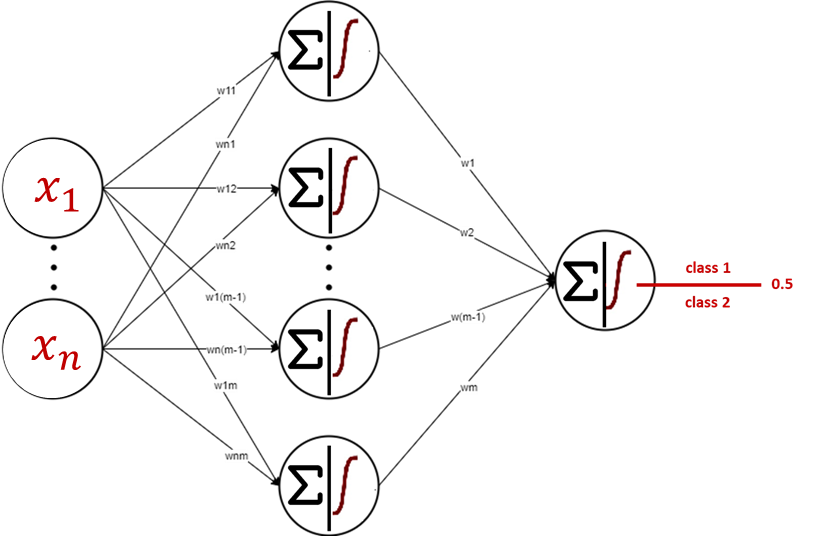 Σ
w11
wn1
x1
Σ
w12
wn2
w1
w2
class 1
Σ
0.5
class 2
w1(m-1)
w(m-1)
xn
Σ
wn(m-1)
w1m
wm
wnm
Σ